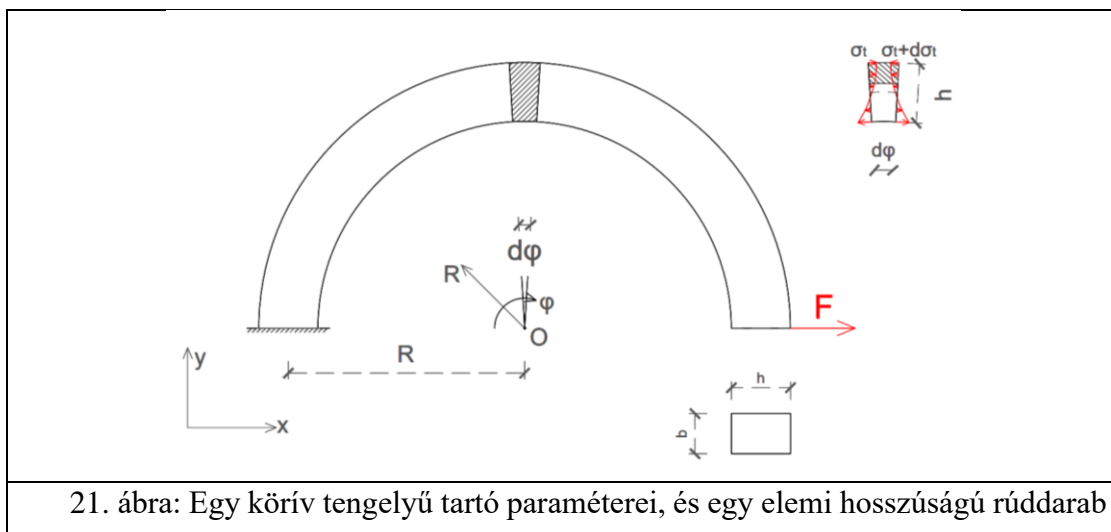 σt σt+dσt
h
dφ
dφ
R
φ
F
O
R
y
x
h
b
21. ábra: Egy körív tengelyű tartó paraméterei, és egy elemi hosszúságú rúddarab